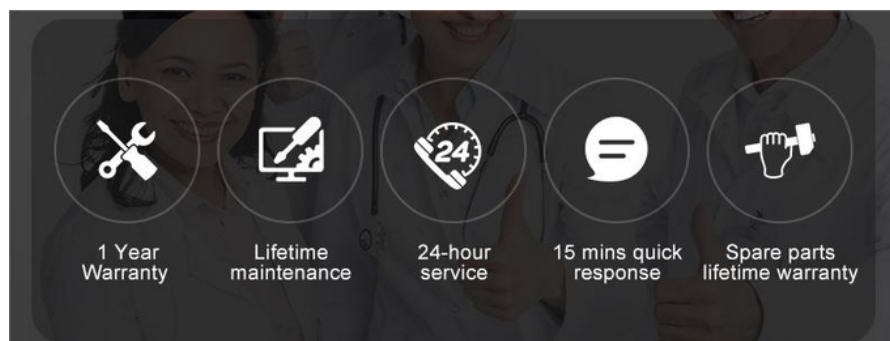 24
1 Year
Warranty
Lifetime
maintenance
24-hour
service
15 mins quick
response
Spare parts
lifetime warranty